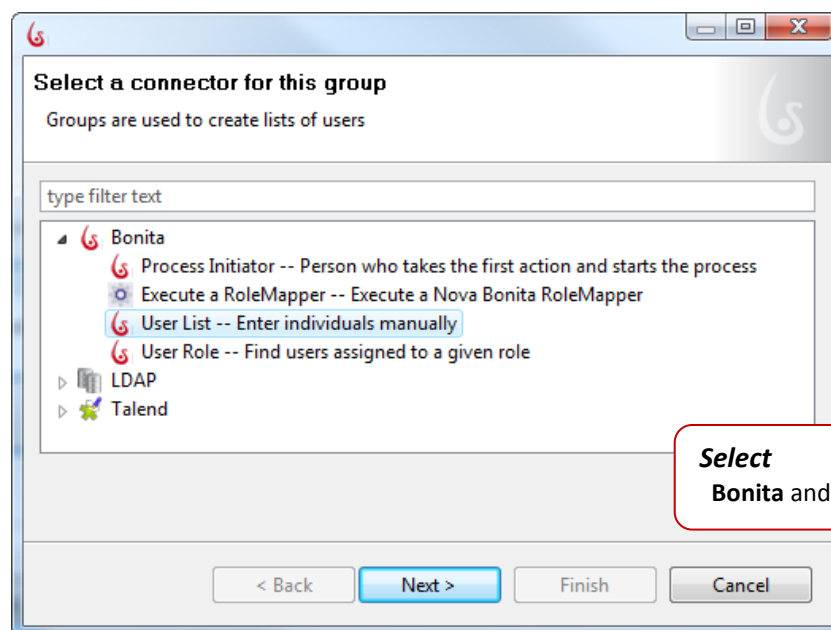 Select a connector for this group
Groups are used to create lists of users
type filter text
Bonita
Process Initiator -- Person who takes the first action and starts the process
Execute a RoleMapper -- Execute a Nova Bonita RoleMapper
User List -- Enter individuals manually
User Role -- Find users assigned to a given role
LDAP
Talend
Select
Bonita and
< Back Next > Finish Cancel